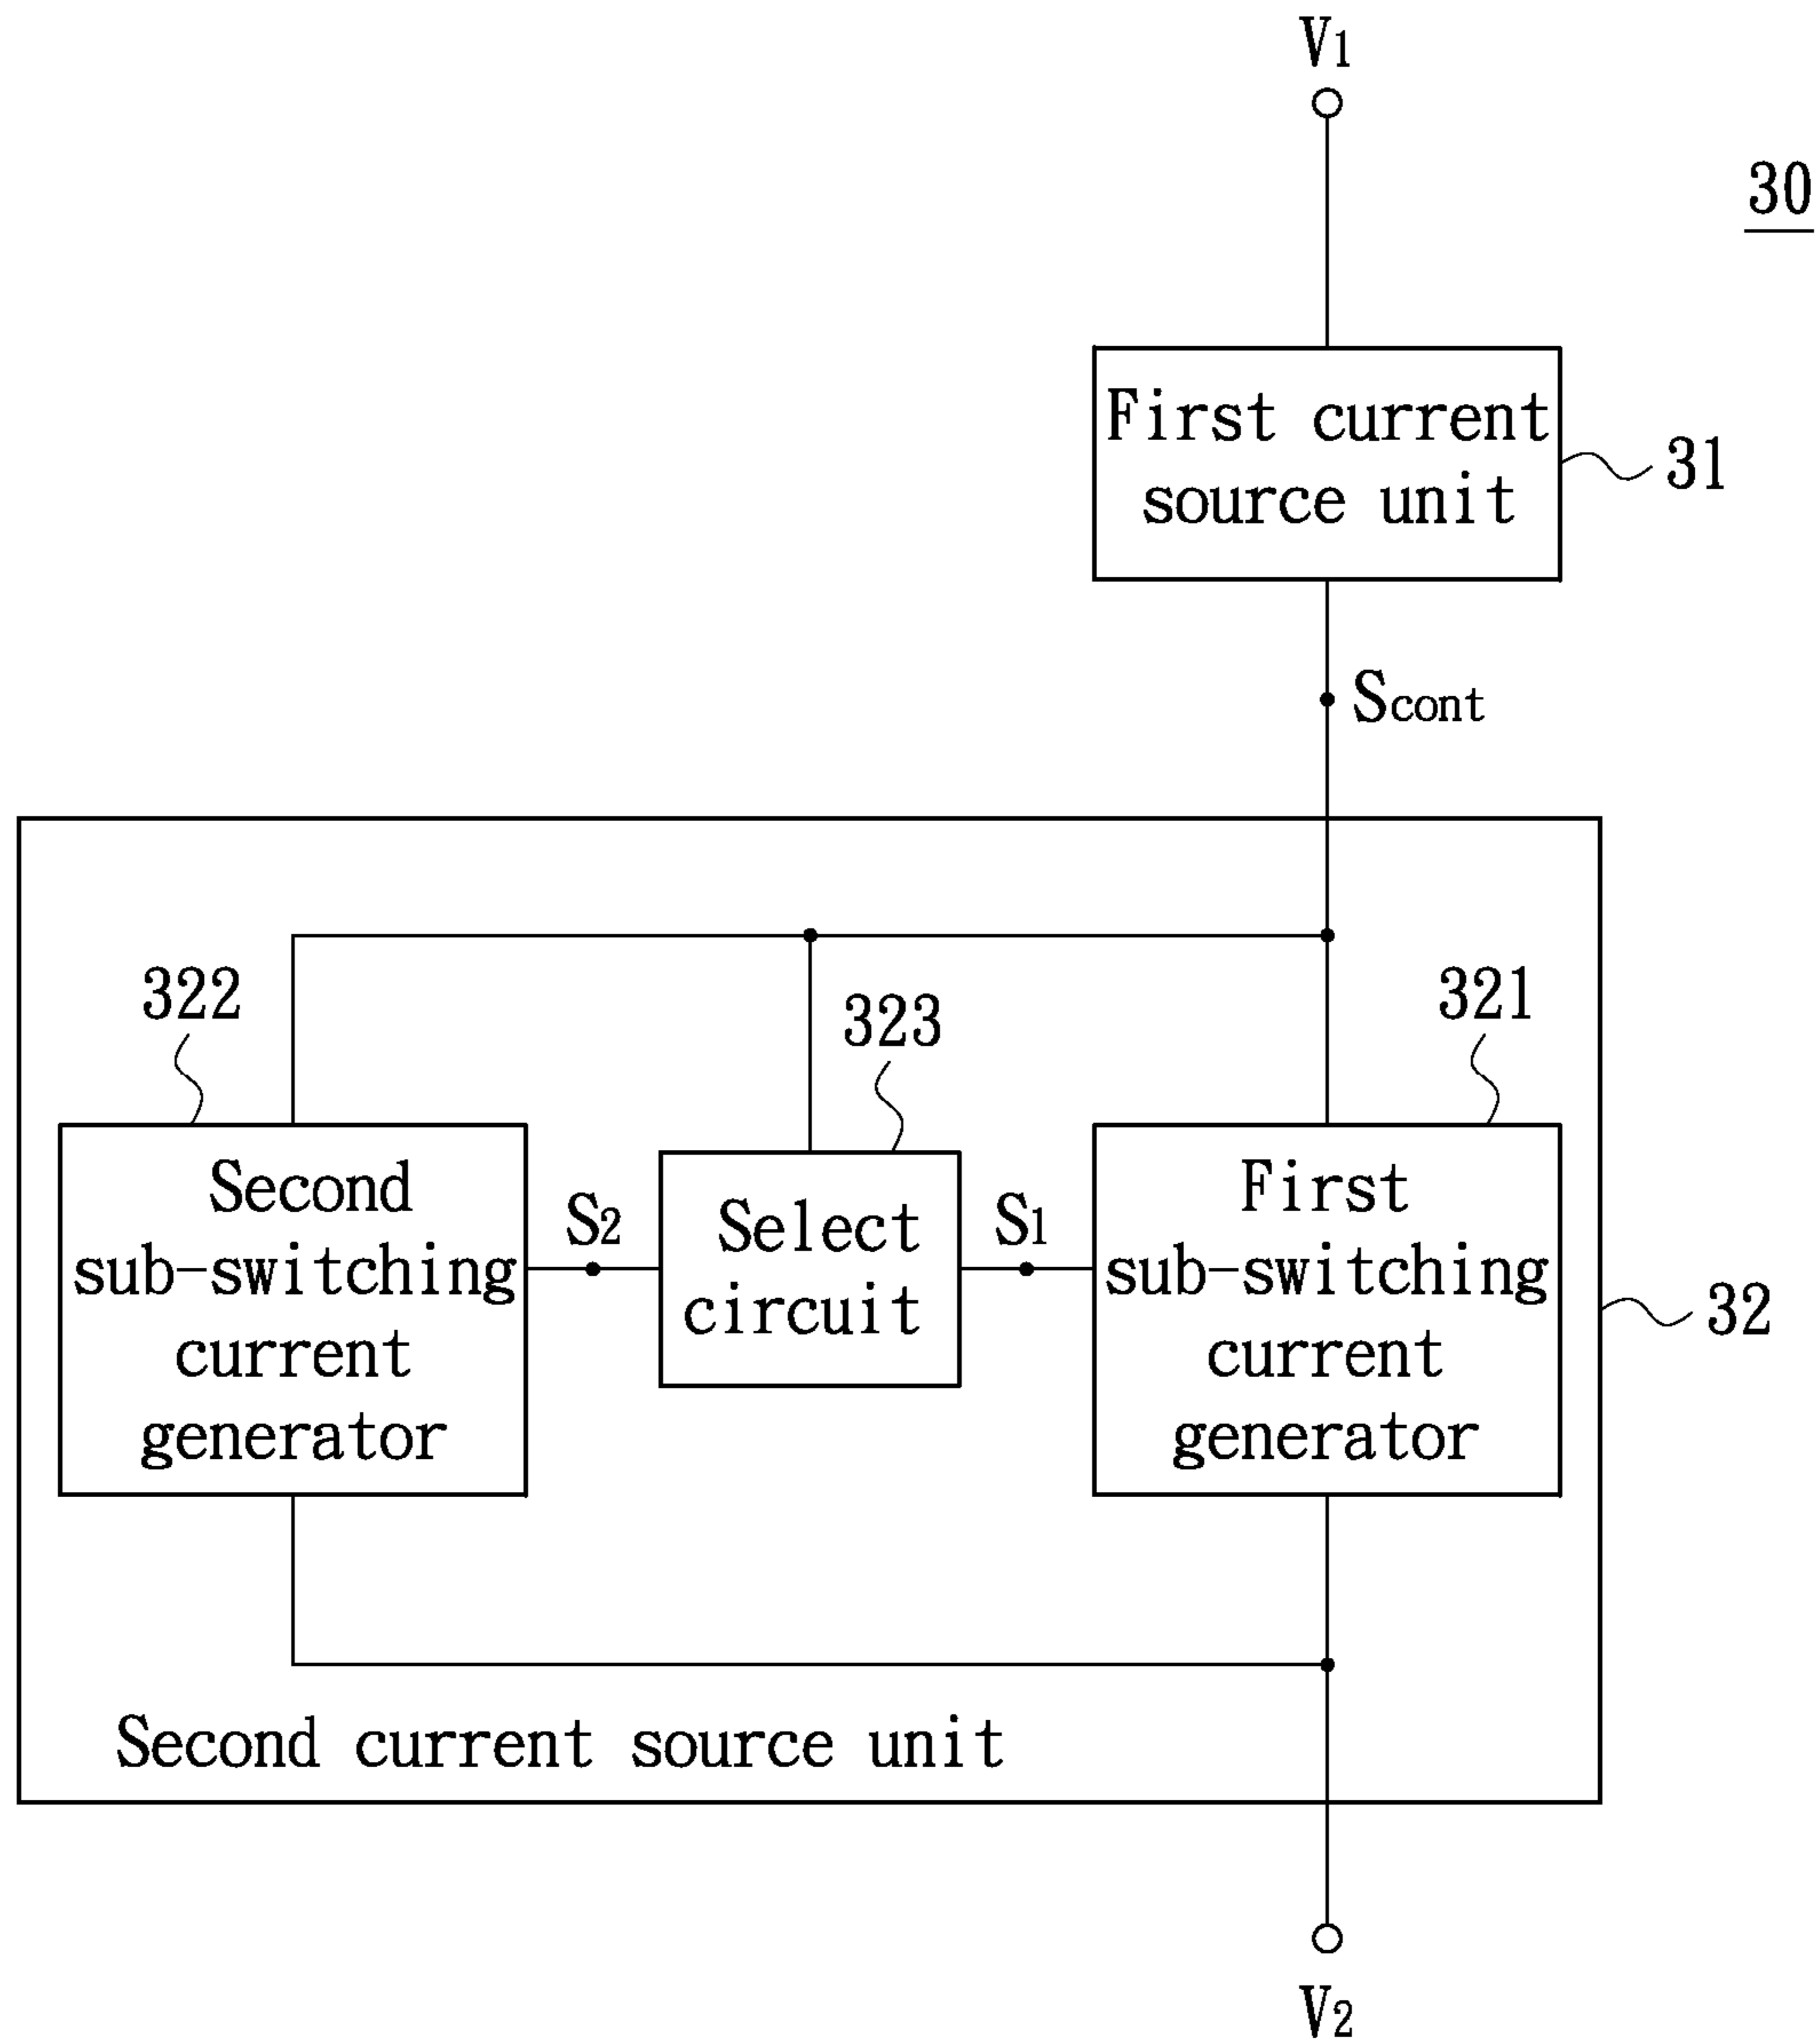 V1
30
First current
source unit
31
Scont
322
323
321
Second
sub-switching
current
generator
S2
Select
circuit
S1
First
sub-switching
current
generator
32
Second current source unit
V2